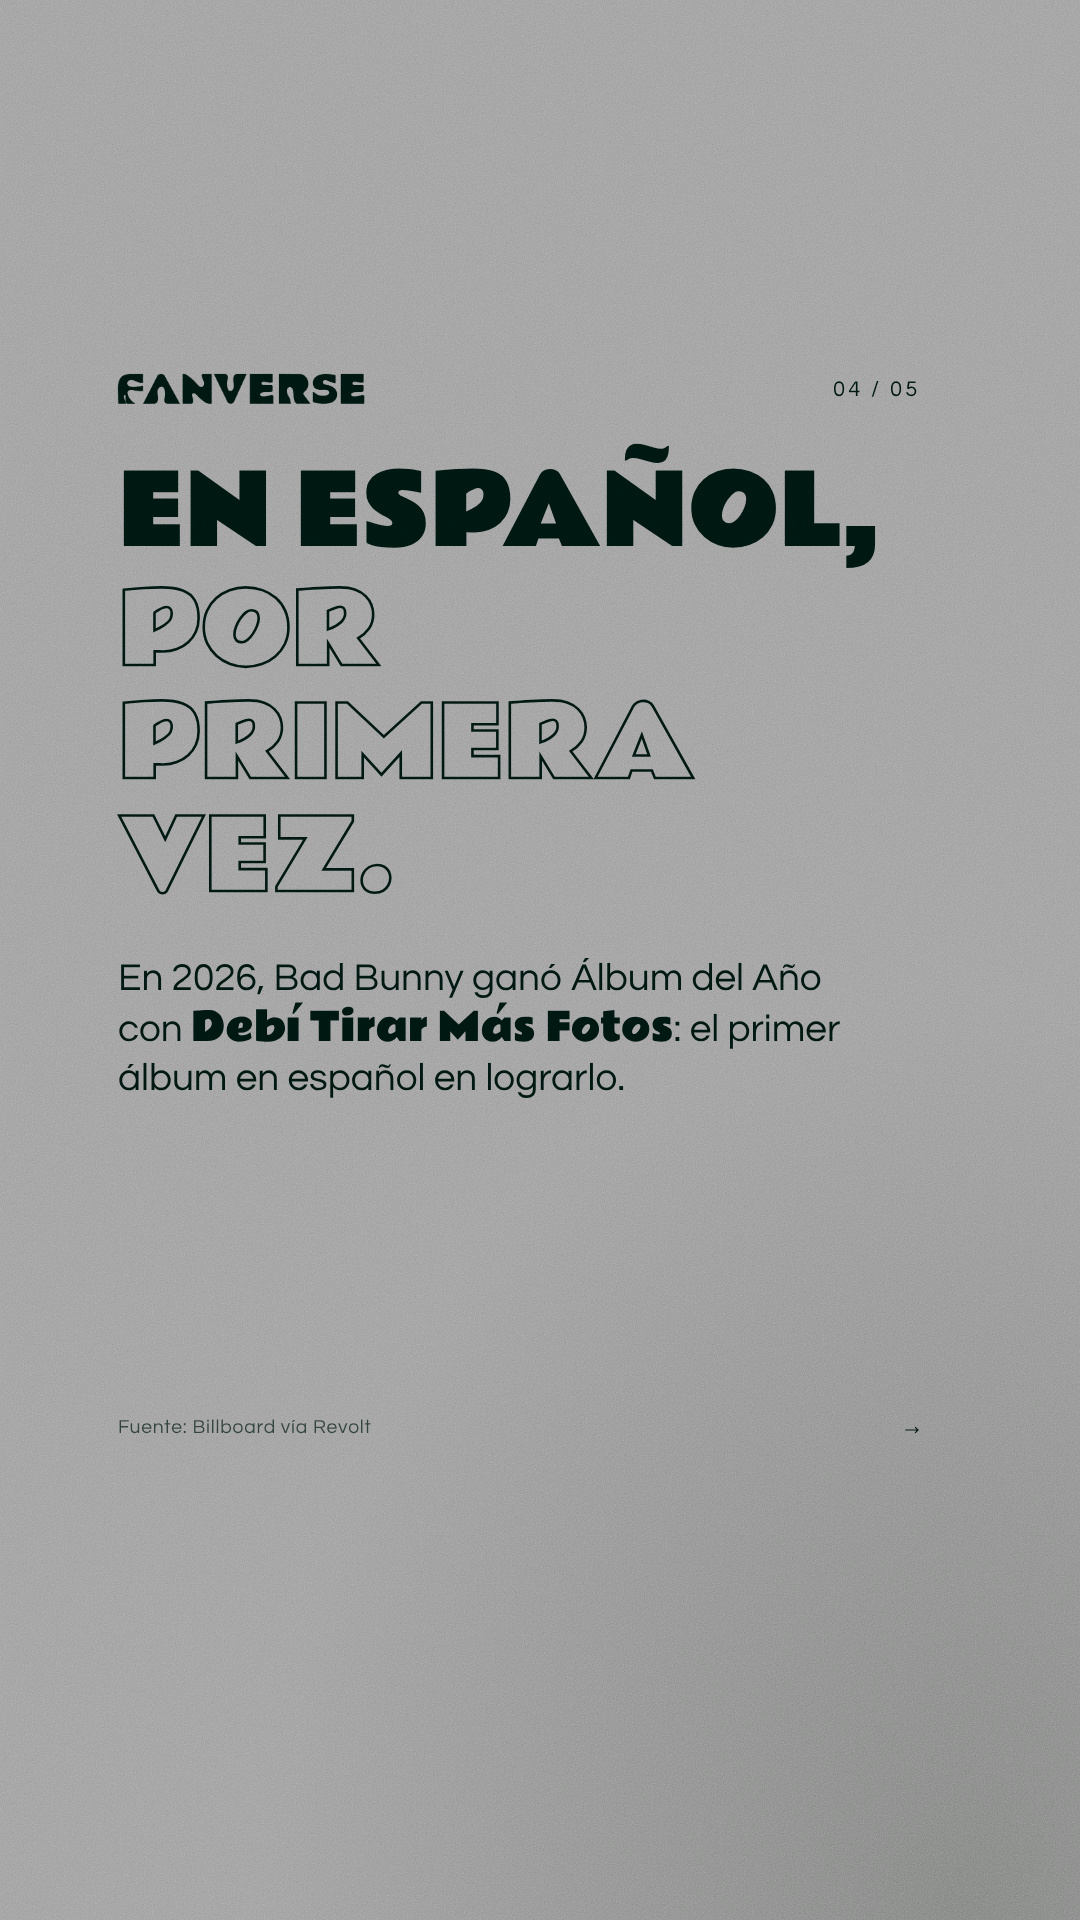 FANVERSE
04 / 05
EN ESPAÑOL,
POR
PRIMERA
VEZ.
En 2026, Bad Bunny ganó Álbum del Año
con Debí Tirar Más Fotos: el primer
álbum en español en lograrlo.
Fuente: Billboard vía Revolt
→